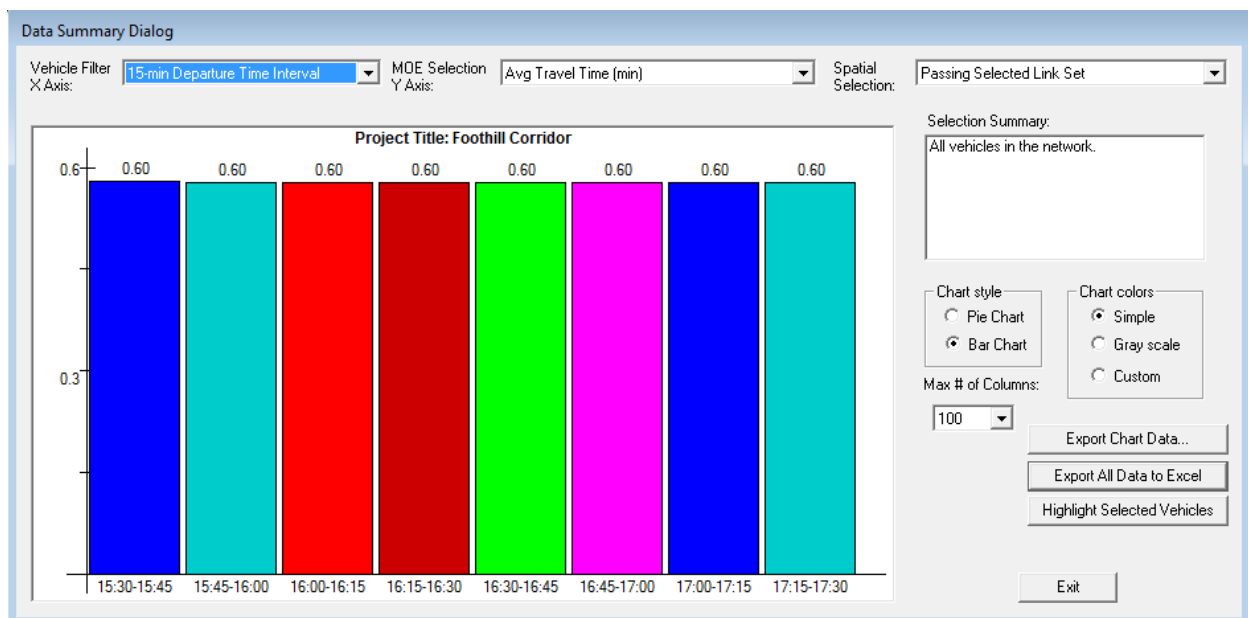 Data Summary Dialog
Vehicle Filter
X Axis:
15-min Departure Time Interval
MOE Selection
Y Axis:
Avg Travel Time (min)
Spatial
Selection:
Passing Selected Link Set
Project Title: Foothill Corridor
0.6
0.60 0.60 0.60 0.60 0.60 0.60 0.60 0.60
0.3
15:30-15:45 15:45-16:00 16:00-16:15 16:15-16:30 16:30-16:45 16:45-17:00 17:00-17:15 17:15-17:30
Selection Summary:
All vehicles in the network.
Chart style
Pie Chart
Bar Chart
Chart colors
Simple
Gray scale
Custom
Max # of Columns:
100
Export Chart Data...
Export All Data to Excel
Highlight Selected Vehicles
Exit